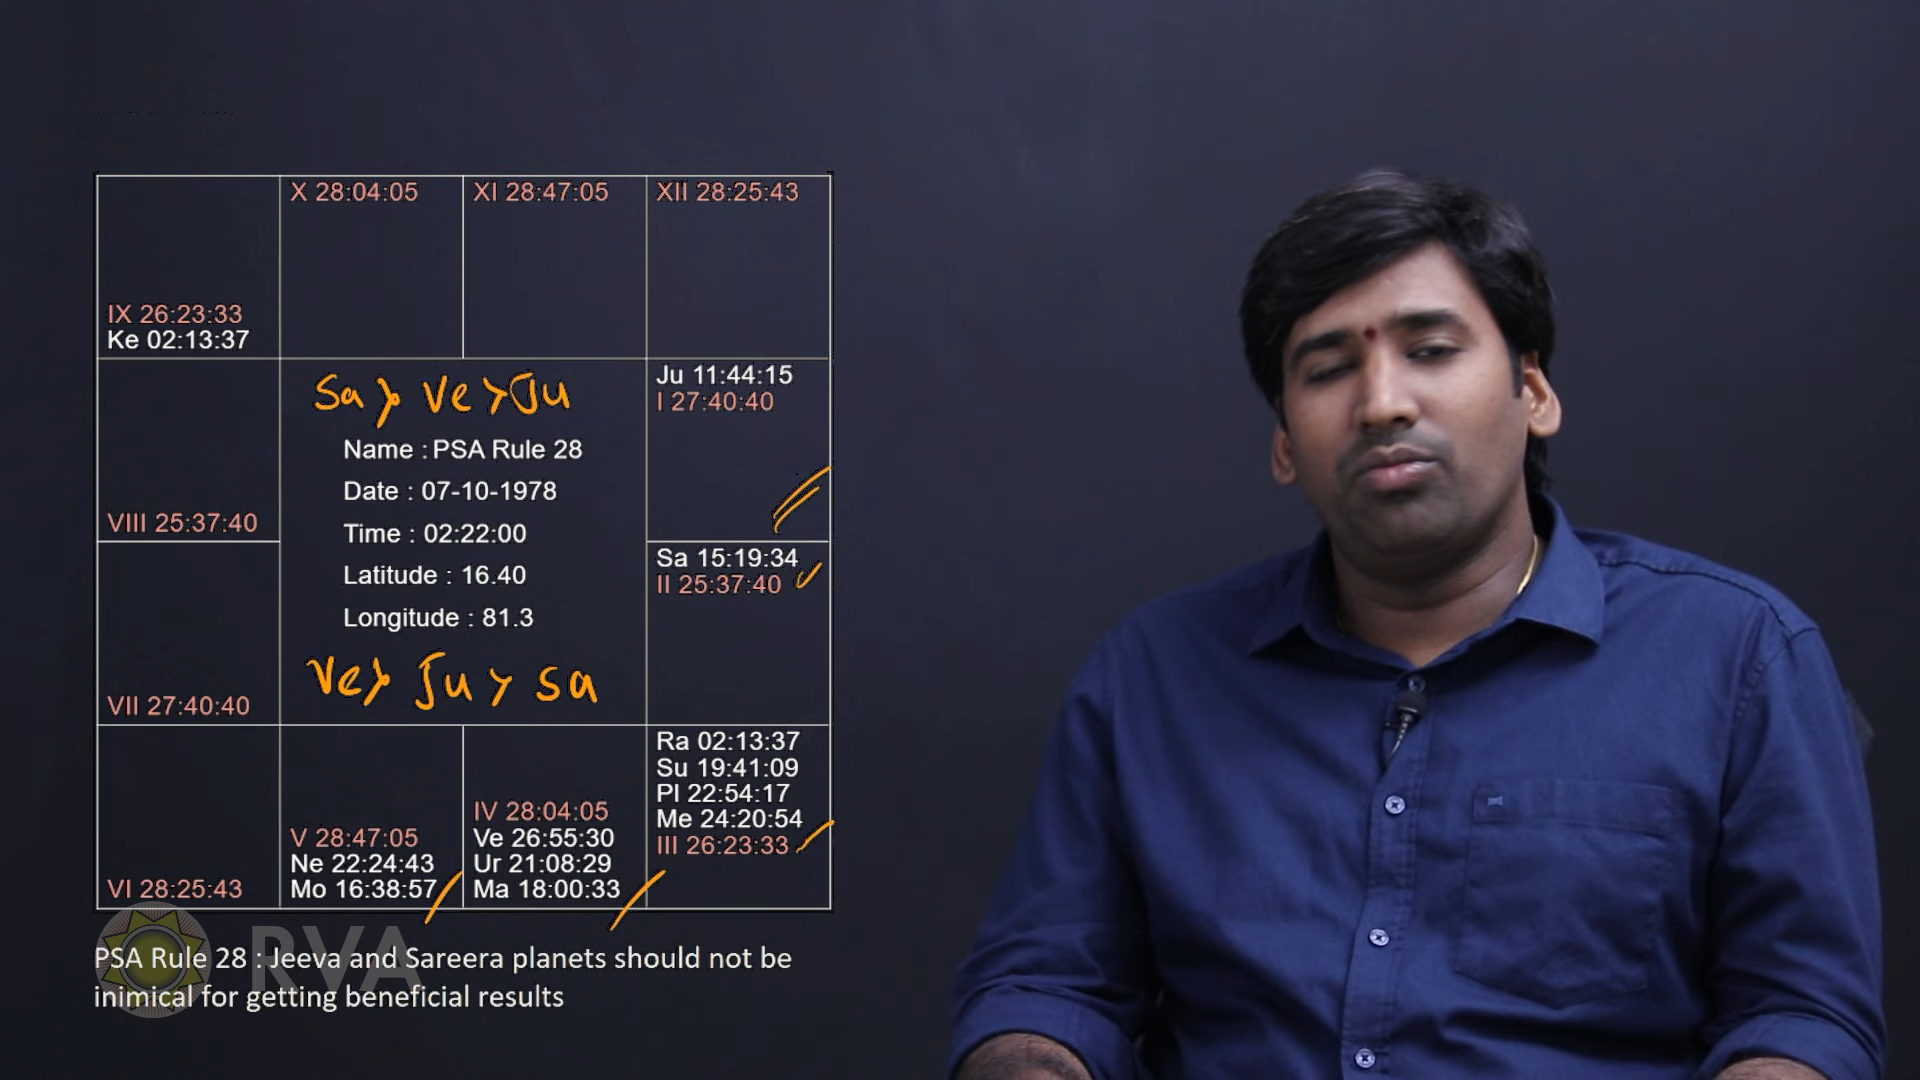 X 28:04:05
XI 28:47:05
XII 28:25:43
IX 26:23:33
Ke 02:13:37
Ju 11:44:15
I 27:40:40
Sa > Ve > Ju
Name : PSA Rule 28
Date : 07-10-1978
Time : 02:22:00
Latitude : 16.40
Longitude : 81.3
Ve > Ju > Sa
VIII 25:37:40
Sa 15:19:34
II 25:37:40
VII 27:40:40
VI 28:25:43
V 28:47:05
Ne 22:24:43
Mo 16:38:57
IV 28:04:05
Ve 26:55:30
Ur 21:08:29
Ma 18:00:33
Ra 02:13:37
Su 19:41:09
Pl 22:54:17
Me 24:20:54
III 26:23:33
RVA
PSA Rule 28 : Jeeva and Sareera planets should not be
inimical for getting beneficial results